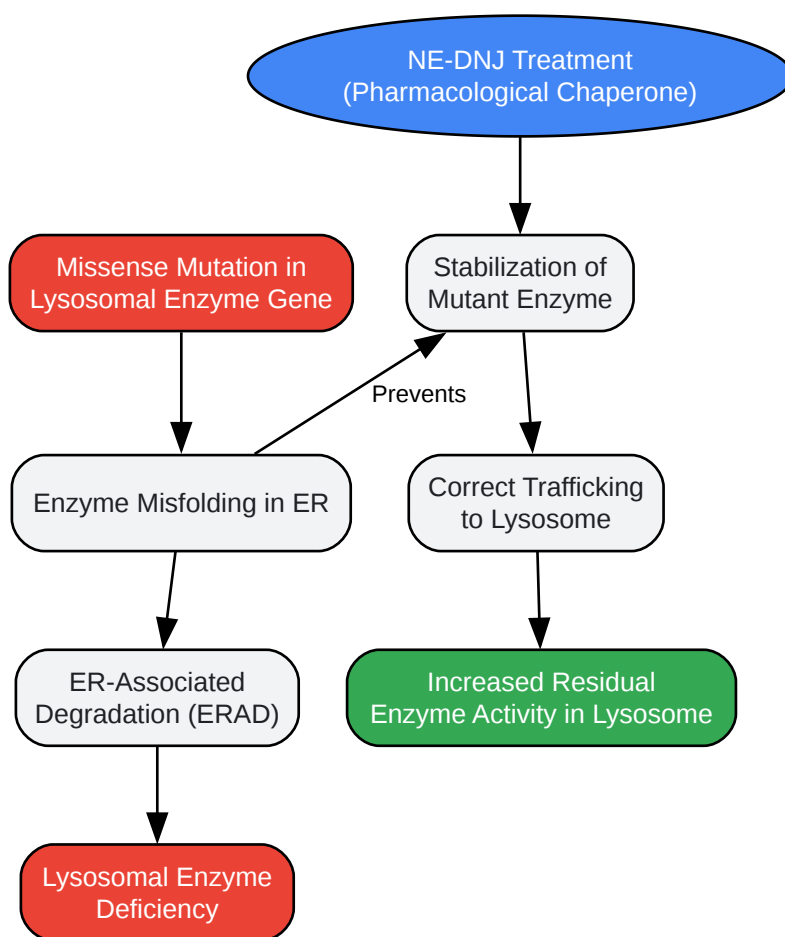 NE-DNJ Treatment
(Pharmacological Chaperone)
Missense Mutation in
Lysosomal Enzyme Gene
Stabilization of
Mutant Enzyme
Prevents
Enzyme Misfolding in ER
Correct Trafficking
to Lysosome
ER-Associated
Degradation (ERAD)
Increased Residual
Enzyme Activity in Lysosome
Lysosomal Enzyme
Deficiency